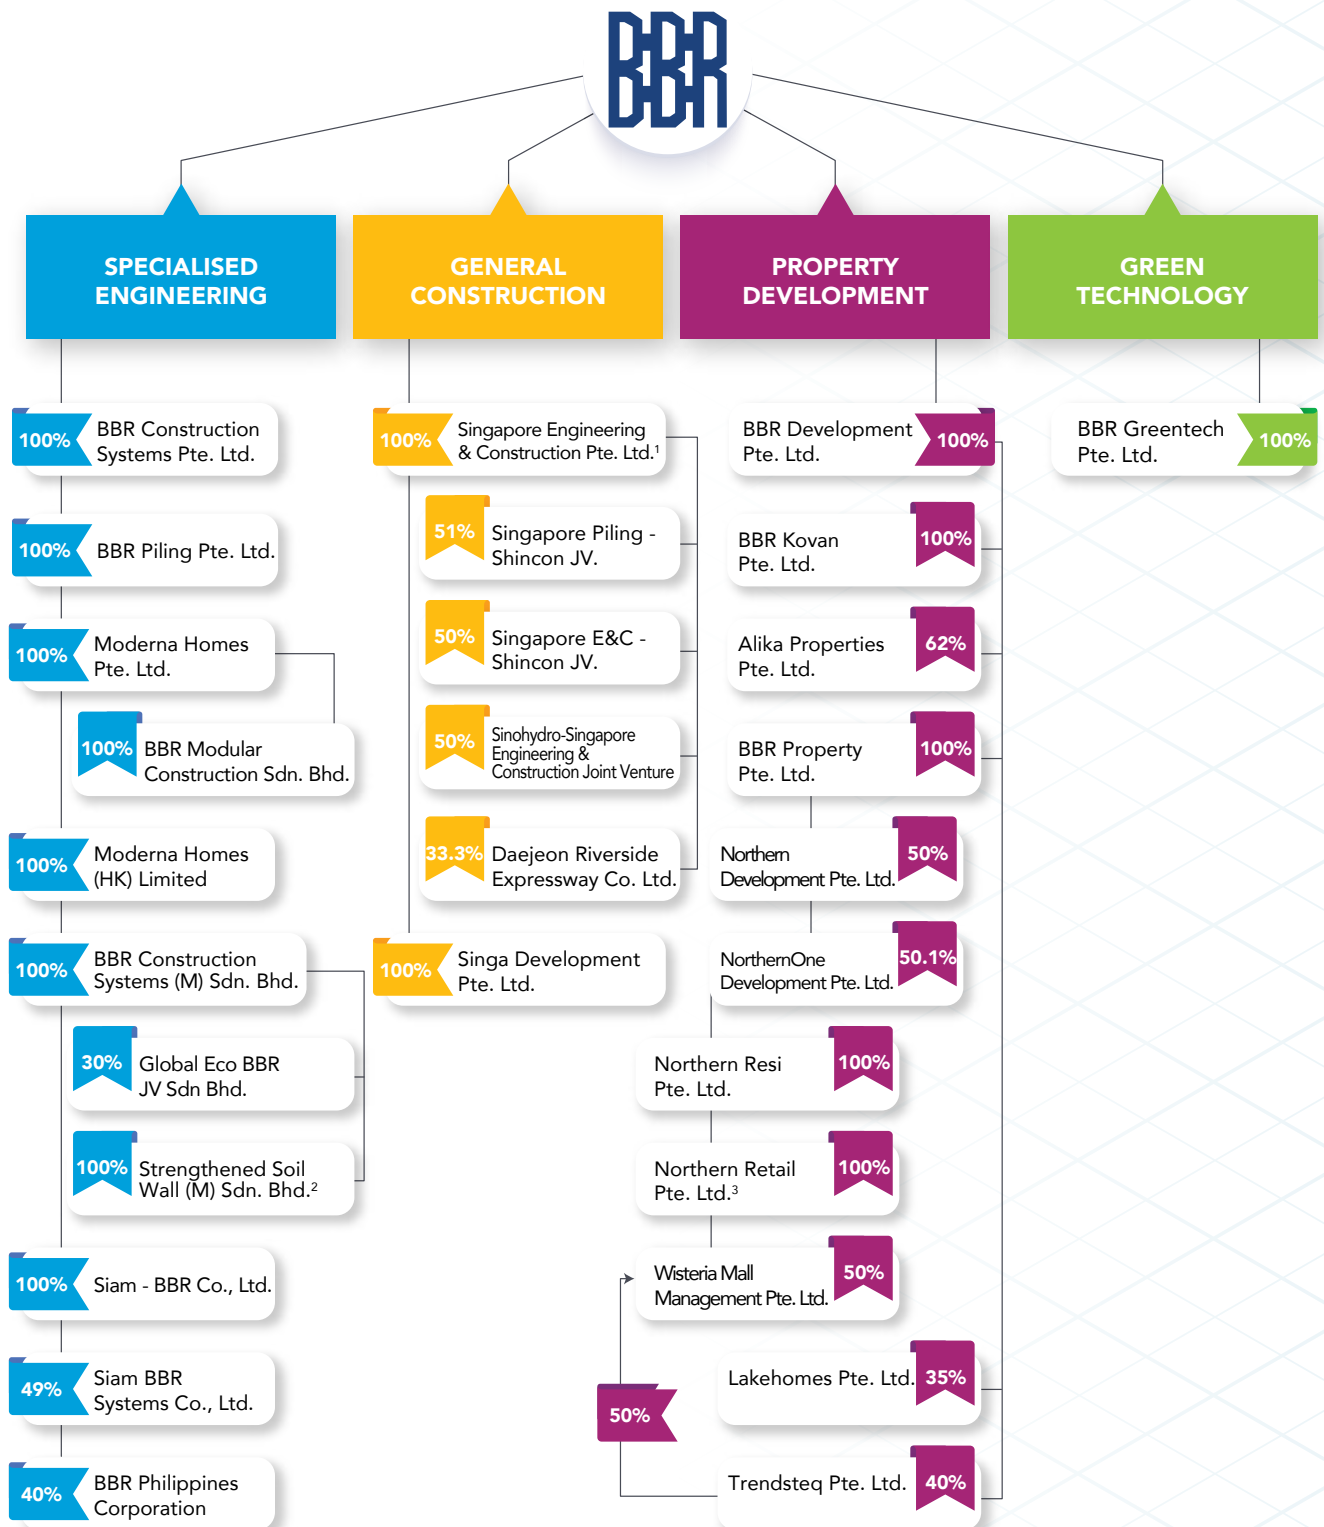 BBR
SPECIALISED
ENGINEERING
100%
BBR Construction
Systems Pte. Ltd.
100%
BBR Piling Pte. Ltd.
100%
Moderna Homes
Pte. Ltd.
100%
BBR Modular
Construction Sdn. Bhd.
100%
Moderna Homes
(HK) Limited
100%
BBR Construction
Systems (M) Sdn. Bhd.
30%
Global Eco BBR
JV Sdn Bhd.
100%
Strengthened Soil
Wall (M) Sdn. Bhd.²
100%
Siam - BBR Co., Ltd.
49%
Siam BBR
Systems Co., Ltd.
40%
BBR Philippines
Corporation
GENERAL
CONSTRUCTION
100%
Singapore Engineering
& Construction Pte. Ltd.¹
51%
Singapore Piling -
Shincon JV.
50%
Singapore E&C -
Shincon JV.
50%
Sinohydro-Singapore
Engineering &
Construction Joint Venture
33.3%
Daejeon Riverside
Expressway Co. Ltd.
100%
Singa Development
Pte. Ltd.
PROPERTY
DEVELOPMENT
BBR Development
Pte. Ltd.
100%
BBR Kovan
Pte. Ltd.
100%
Alika Properties
Pte. Ltd.
62%
BBR Property
Pte. Ltd.
100%
Northern
Development Pte. Ltd.
50%
NorthernOne
Development Pte. Ltd.
50.1%
Northern Resi
Pte. Ltd.
100%
Northern Retail
Pte. Ltd.³
100%
Wisteria Mall
Management Pte. Ltd.
50%
Lakehomes Pte. Ltd.
35%
50%
Trendsteq Pte. Ltd.
40%
GREEN
TECHNOLOGY
BBR Greentech
Pte. Ltd.
100%